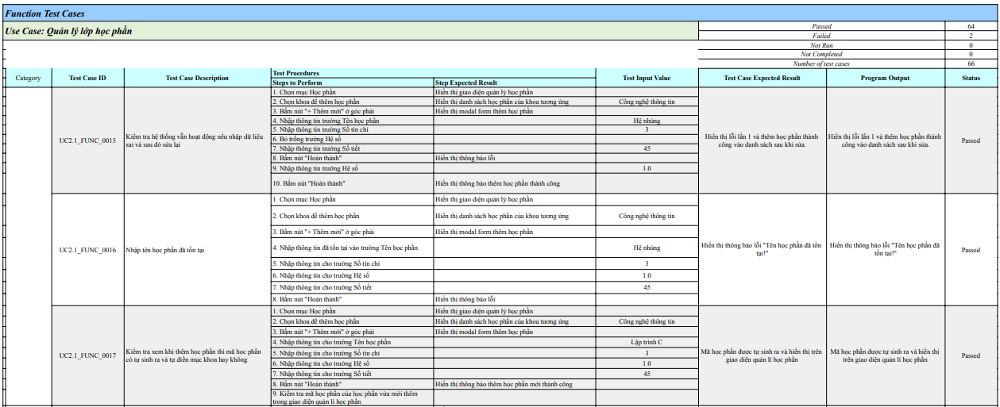 Function Test Cases
Use Case: Quản lý lớp học phần
Passed 64
Failed 2
Not Run 0
Not Completed 0
Number of test cases 66
Category Test Case ID Test Case Description Test Procedures Test Input Value Test Case Expected Result Program Output Status
Steps to Perform Step Expected Result
UC2.1_FUNC_0015
Kiểm tra hệ thống vẫn hoạt động nếu nhập dữ liệu
sai và sau đó sửa lại
1. Chọn mục Học phần Hiển thị giao diện quản lý học phần
2. Chọn khoa để thêm học phần Hiển thị danh sách học phần của khoa tương ứng Công nghệ thông tin
3. Bấm nút "+ Thêm mới" ở góc phải Hiển thị modal form thêm học phần
4. Nhập thông tin trường Tên học phần Hệ nhúng
5. Nhập thông tin trường Số tín chỉ 3
6. Bỏ trống trường Hệ số
7. Nhập thông tin trường Số tiết 45
8. Bấm nút "Hoàn thành" Hiển thị thông báo lỗi
9. Nhập thông tin trường Hệ số 1.0
10. Bấm nút "Hoàn thành" Hiển thị thông báo thêm học phần thành công
Hiển thị lỗi lần 1 và thêm học phần thành
công vào danh sách sau khi sửa.
Hiển thị lỗi lần 1 và thêm học phần thành
công vào danh sách sau khi sửa.
Passed
UC2.1_FUNC_0016
Nhập tên học phần đã tồn tại
1. Chọn mục Học phần Hiển thị giao diện quản lý học phần
2. Chọn khoa để thêm học phần Hiển thị danh sách học phần của khoa tương ứng Công nghệ thông tin
3. Bấm nút "+ Thêm mới" ở góc phải Hiển thị modal form thêm học phần
4. Nhập thông tin đã tồn tại vào trường Tên học phần Hệ nhúng
5. Nhập thông tin cho trường Số tín chỉ 3
6. Nhập thông tin cho trường Hệ số 1.0
7. Nhập thông tin cho trường Số tiết 45
8. Bấm nút "Hoàn thành" Hiển thị thông báo lỗi
Hiển thị thông báo lỗi "Tên học phần đã tồn
tại!"
Hiển thị thông báo lỗi "Tên học phần đã
tồn tại!"
Passed
UC2.1_FUNC_0017
Kiểm tra xem khi thêm học phần thì mã học phần
có tự sinh ra và tự điền mục khoa hay không
1. Chọn mục Học phần Hiển thị giao diện quản lý học phần
2. Chọn khoa để thêm học phần Hiển thị danh sách học phần của khoa tương ứng Công nghệ thông tin
3. Bấm nút "+ Thêm mới" ở góc phải Hiển thị modal form thêm học phần
4. Nhập thông tin cho trường Tên học phần Lập trình C
5. Nhập thông tin cho trường Số tín chỉ 3
6. Nhập thông tin cho trường Hệ số 1.0
7. Nhập thông tin cho trường Số tiết 45
8. Bấm nút "Hoàn thành" Hiển thị thông báo thêm học phần mới thành công
9. Kiểm tra mã học phần của học phần vừa mới thêm
trong giao diện quản lí học phần
Mã học phần được tự sinh ra và hiển thị trên
giao diện quản lí học phần
Mã học phần được tự sinh ra và hiển thị
trên giao diện quản lí học phần
Passed